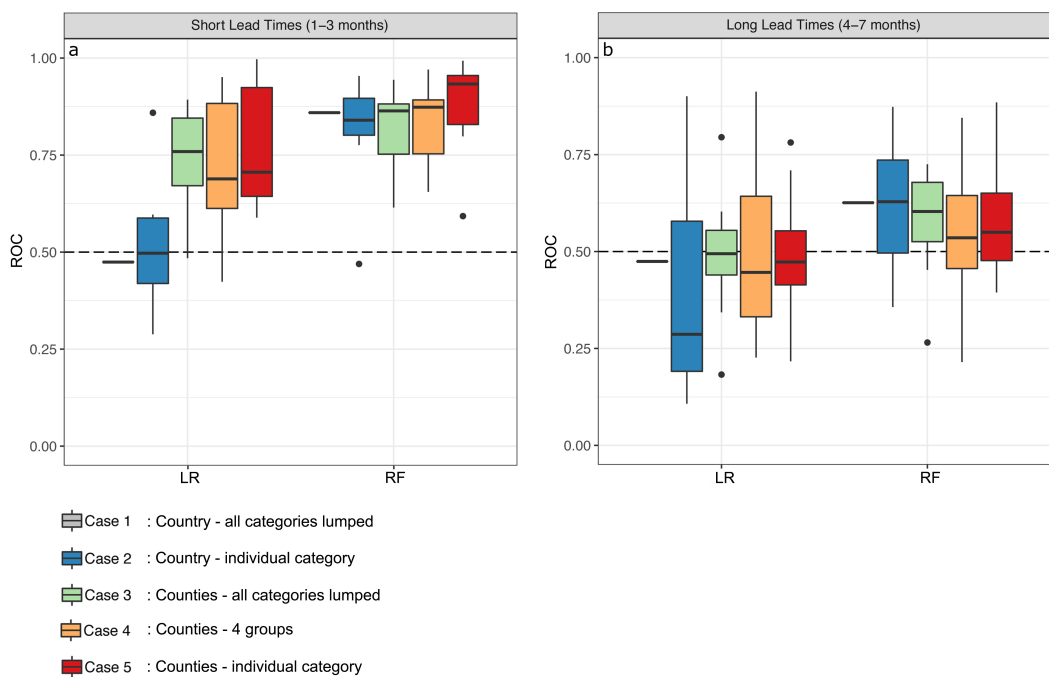 Short Lead Times (1–3 months)
a
1.00
0.75
0.50
0.25
0.00
ROC
LR
RF
Long Lead Times (4–7 months)
b
1.00
0.75
0.50
0.25
0.00
ROC
LR
RF
Case 1 : Country - all categories lumped
Case 2 : Country - individual category
Case 3 : Counties - all categories lumped
Case 4 : Counties - 4 groups
Case 5 : Counties - individual category